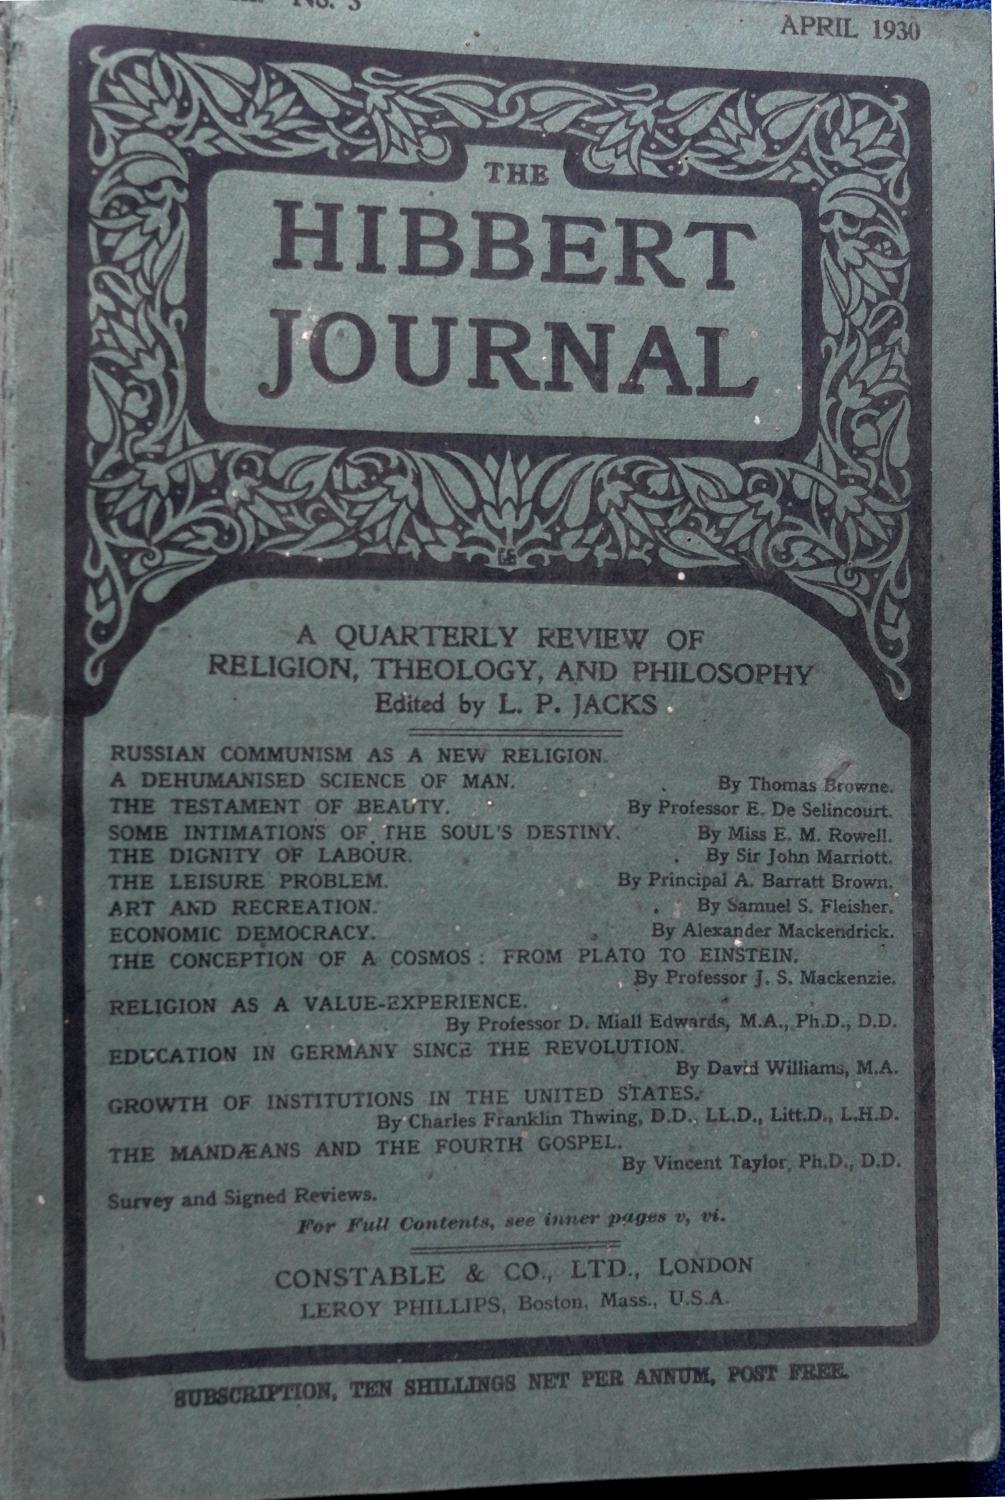 No. 3
APRIL 1930
THE
HIBBERT
JOURNAL
A QUARTERLY REVIEW OF
RELIGION, THEOLOGY, AND PHILOSOPHY
Edited by L. P. JACKS
RUSSIAN COMMUNISM AS A NEW RELIGION.
A DEHUMANISED SCIENCE OF MAN. By Thomas Browne.
THE TESTAMENT OF BEAUTY. By Professor E. De Selincourt.
SOME INTIMATIONS OF THE SOUL'S DESTINY. By Miss E. M. Rowell.
THE DIGNITY OF LABOUR. By Sir John Marriott.
THE LEISURE PROBLEM. By Principal A. Barratt Brown.
ART AND RECREATION. By Samuel S. Fleisher.
ECONOMIC DEMOCRACY. By Alexander Mackendrick.
THE CONCEPTION OF A COSMOS: FROM PLATO TO EINSTEIN.
By Professor J. S. Mackenzie.
RELIGION AS A VALUE-EXPERIENCE.
By Professor D. Miall Edwards, M.A., Ph.D., D.D.
EDUCATION IN GERMANY SINCE THE REVOLUTION.
By David Williams, M.A.
GROWTH OF INSTITUTIONS IN THE UNITED STATES.
By Charles Franklin Thwing, D.D., LL.D., Litt.D., L.H.D.
THE MANDÆANS AND THE FOURTH GOSPEL.
By Vincent Taylor, Ph.D., D.D.
Survey and Signed Reviews.
For Full Contents, see inner pages v, vi.
CONSTABLE & CO., LTD., LONDON
LEROY PHILLIPS, Boston, Mass., U.S.A.
SUBSCRIPTION, TEN SHILLINGS NET PER ANNUM, POST FREE.